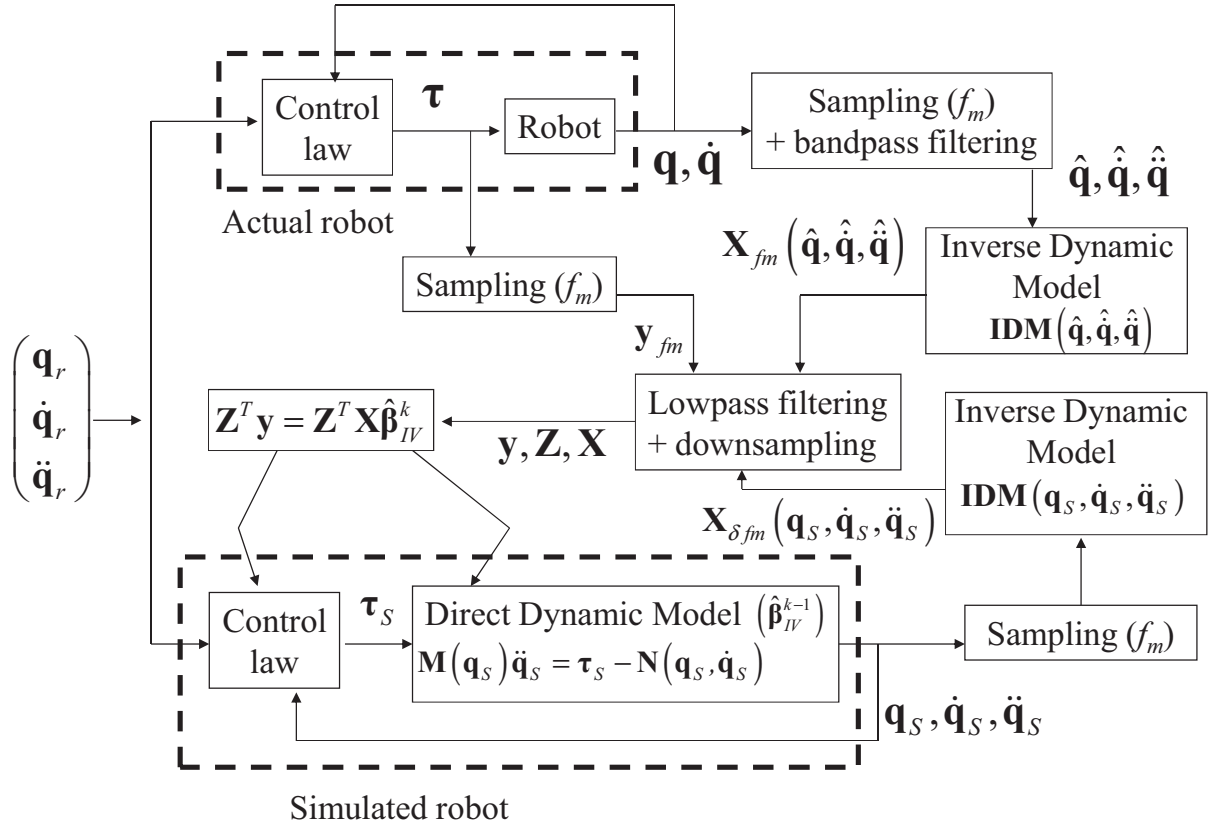 Control
law
τ
Robot
Sampling (f_m)
+ bandpass filtering
q, q̇
q̂, q̇̂, q̈̂
Actual robot
X_fm (q̂, q̇̂, q̈̂)
Inverse Dynamic
Model
IDM(q̂, q̇̂, q̈̂)
Sampling (f_m)
y_fm
q_r
q̇_r
q̈_r
Z^T y = Z^T X β̂_IV^k
y, Z, X
Lowpass filtering
+ downsampling
Inverse Dynamic
Model
IDM(q_S, q̇_S, q̈_S)
X_δfm (q_S, q̇_S, q̈_S)
Control
law
τ_S
Direct Dynamic Model (β̂_IV^{k-1})
M(q_S) q̈_S = τ_S − N(q_S, q̇_S)
Sampling (f_m)
q_S, q̇_S, q̈_S
Simulated robot